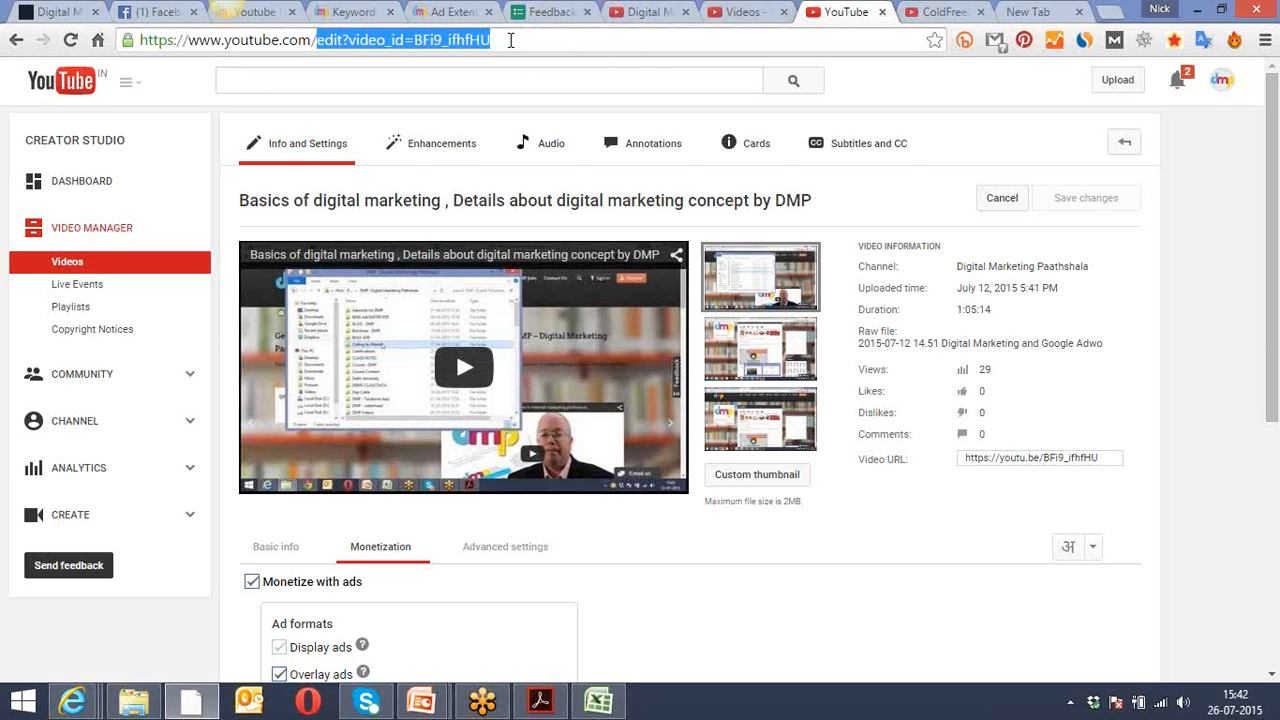 Digital M
(1) Faceb
Youtube
Keyword
Ad Exten
Feedback
Digital M
Videos -
YouTube
ColdFree
New Tab
Nick
https://www.youtube.com/edit?video_id=BFi9_ifhfHU
YouTube IN
Upload
2
CREATOR STUDIO
DASHBOARD
VIDEO MANAGER
Videos
Live Events
Playlists
Copyright Notices
COMMUNITY
CHANNEL
ANALYTICS
CREATE
Send feedback
Info and Settings
Enhancements
Audio
Annotations
Cards
CC Subtitles and CC
Basics of digital marketing , Details about digital marketing concept by DMP
Cancel
Save changes
Basics of digital marketing , Details about digital marketing concept by DMP
VIDEO INFORMATION
Channel: Digital Marketing Paathshala
Uploaded time: July 12, 2015 5:41 PM
Duration: 1:05:14
Raw file:
2015-07-12 14.51 Digital Marketing and Google Adwo
Views: 29
Likes: 0
Dislikes: 0
Comments: 0
Video URL: https://youtu.be/BFi9_ifhfHU
Custom thumbnail
Maximum file size is 2MB.
Basic info
Monetization
Advanced settings
अ
Monetize with ads
Ad formats
Display ads ?
Overlay ads ?
15:42
26-07-2015